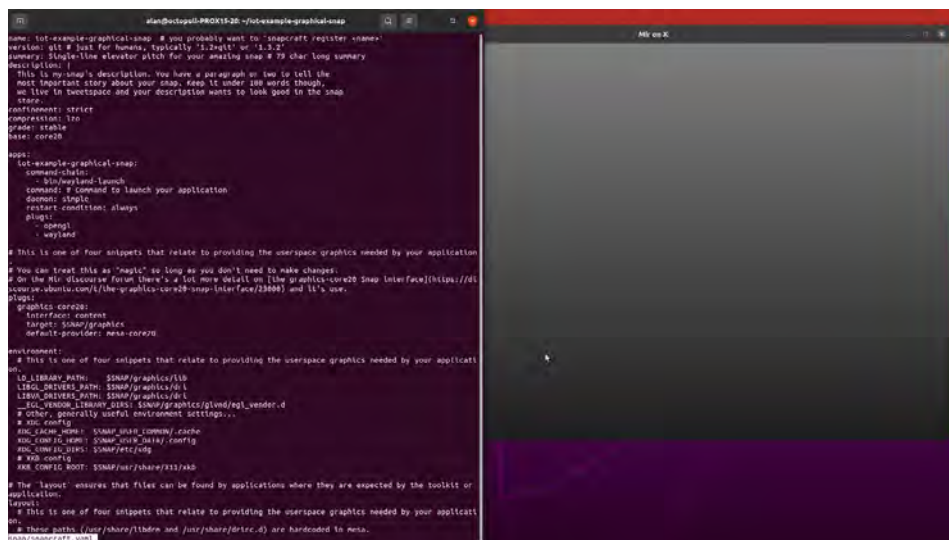 alan@octopull-PROX15-20: ~/iot-example-graphical-snap
name: iot-example-graphical-snap # you probably want to 'snapcraft register <name>'
version: git # just for humans, typically '1.2+git' or '1.3.2'
summary: Single-line elevator pitch for your amazing snap # 79 char long summary
description: |
This is my-snap's description. You have a paragraph or two to tell the
most important story about your snap. Keep it under 100 words though,
we live in tweetspace and your description wants to look good in the snap
store.
confinement: strict
compression: lzo
grade: stable
base: core20
apps:
iot-example-graphical-snap:
command-chain:
- bin/wayland-launch
command: # Command to launch your application
daemon: simple
restart-condition: always
plugs:
- opengl
- wayland
# This is one of four snippets that relate to providing the userspace graphics needed by your application
.
# You can treat this as "magic" so long as you don't need to make changes.
# On the Mir discourse forum there's a lot more detail on [the graphics-core20 Snap interface](https://di
scourse.ubuntu.com/t/the-graphics-core20-snap-interface/23000) and it's use.
plugs:
graphics-core20:
interface: content
target: $SNAP/graphics
default-provider: mesa-core20
environment:
# This is one of four snippets that relate to providing the userspace graphics needed by your applicati
on.
LD_LIBRARY_PATH: $SNAP/graphics/lib
LIBGL_DRIVERS_PATH: $SNAP/graphics/dri
LIBVA_DRIVERS_PATH: $SNAP/graphics/dri
__EGL_VENDOR_LIBRARY_DIRS: $SNAP/graphics/glvnd/egl_vendor.d
# Other, generally useful environment settings...
# XDG config
XDG_CACHE_HOME: $SNAP_USER_COMMON/.cache
XDG_CONFIG_HOME: $SNAP_USER_DATA/.config
XDG_CONFIG_DIRS: $SNAP/etc/xdg
# XKB config
XKB_CONFIG_ROOT: $SNAP/usr/share/X11/xkb
# The `layout` ensures that files can be found by applications where they are expected by the toolkit or
application.
layout:
# This is one of four snippets that relate to providing the userspace graphics needed by your applicati
on.
# These paths (/usr/share/libdrm and /usr/share/drirc.d) are hardcoded in mesa.
snap/snapcraft.yaml
Mir on X